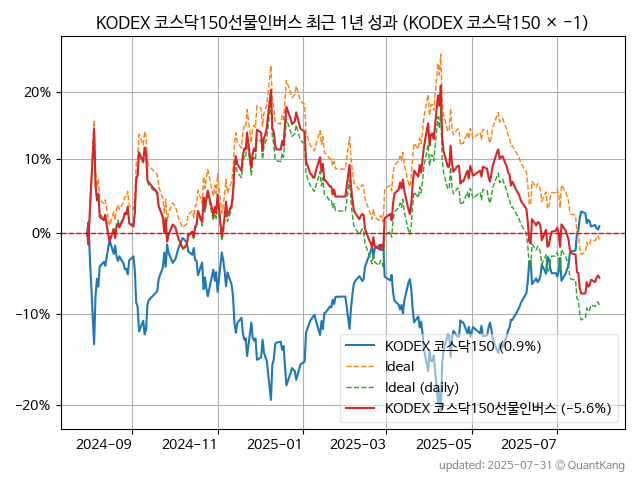 KODEX 코스닥150선물인버스 최근 1년 성과 (KODEX 코스닥150 × −1)
20%
10%
0%
−10%
−20%
KODEX 코스닥150 (0.9%)
Ideal
Ideal (daily)
KODEX 코스닥150선물인버스 (−5.6%)
2024−09 2024−11 2025−01 2025−03 2025−05 2025−07
updated: 2025-07-31 © QuantKang